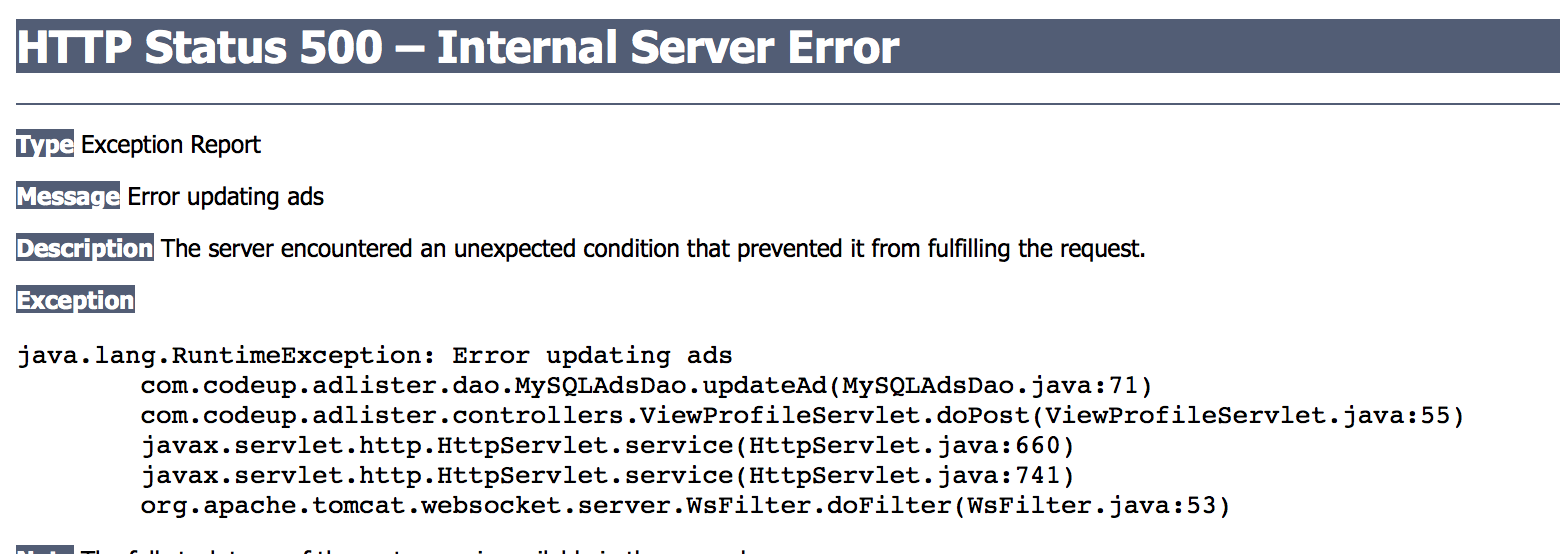 HTTP Status 500 – Internal Server Error
Type Exception Report
Message Error updating ads
Description The server encountered an unexpected condition that prevented it from fulfilling the request.
Exception
java.lang.RuntimeException: Error updating ads
com.codeup.adlister.dao.MySQLAdsDao.updateAd(MySQLAdsDao.java:71)
com.codeup.adlister.controllers.ViewProfileServlet.doPost(ViewProfileServlet.java:55)
javax.servlet.http.HttpServlet.service(HttpServlet.java:660)
javax.servlet.http.HttpServlet.service(HttpServlet.java:741)
org.apache.tomcat.websocket.server.WsFilter.doFilter(WsFilter.java:53)